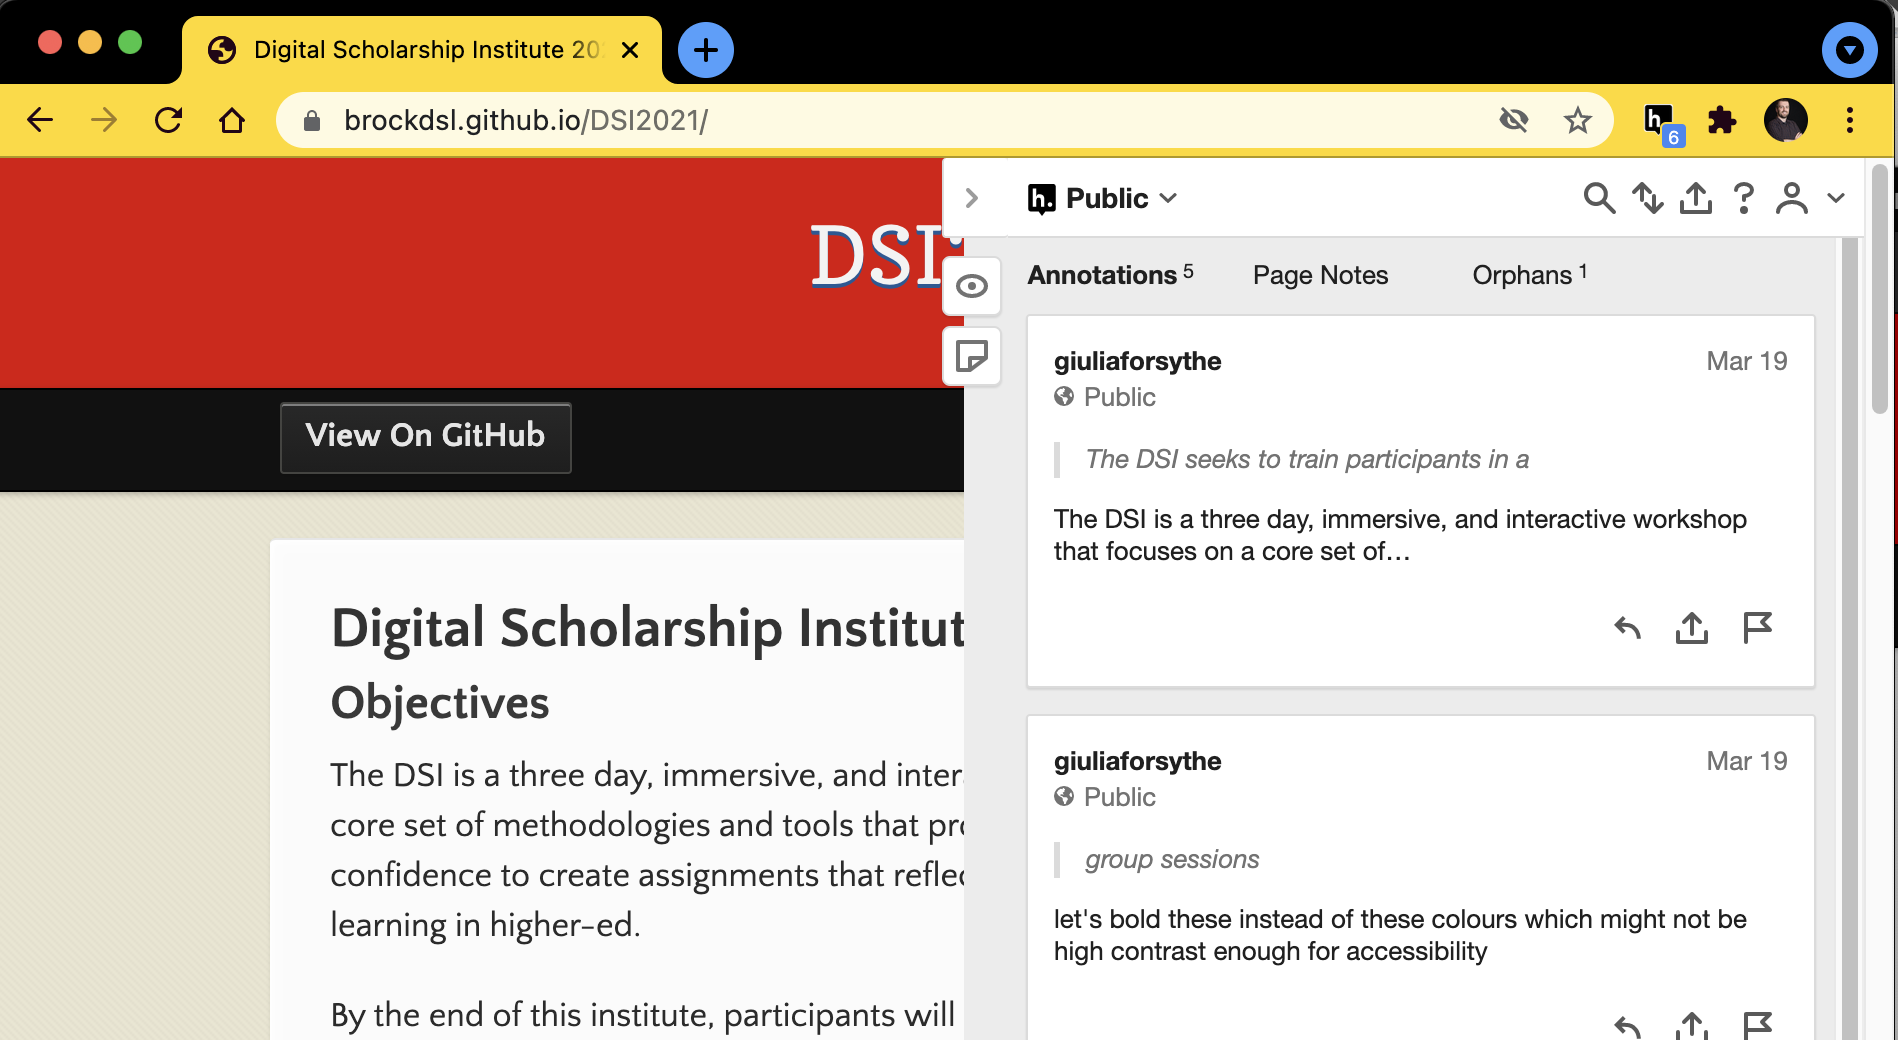 Digital Scholarship Institute 20
brockdsl.github.io/DSI2021/
h
6
DSI
View On GitHub
Digital Scholarship Institut
Objectives
The DSI is a three day, immersive, and inter
core set of methodologies and tools that pro
confidence to create assignments that reflec
learning in higher-ed.
By the end of this institute, participants will
h. Public
?
Annotations 5 Page Notes Orphans 1
giuliaforsythe Mar 19
Public
The DSI seeks to train participants in a
The DSI is a three day, immersive, and interactive workshop
that focuses on a core set of…
giuliaforsythe Mar 19
Public
group sessions
let's bold these instead of these colours which might not be
high contrast enough for accessibility